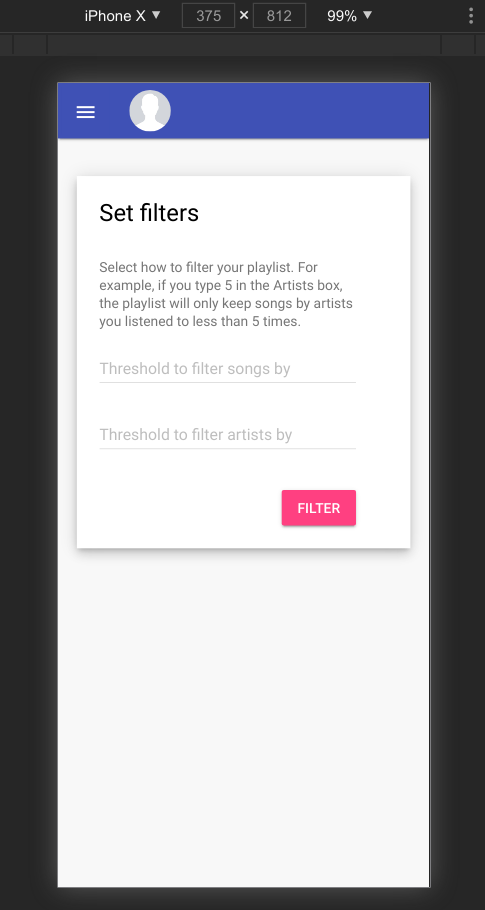 iPhone X ▼ 375 × 812 99% ▼
Set filters
Select how to filter your playlist. For
example, if you type 5 in the Artists box,
the playlist will only keep songs by artists
you listened to less than 5 times.
Threshold to filter songs by
Threshold to filter artists by
FILTER